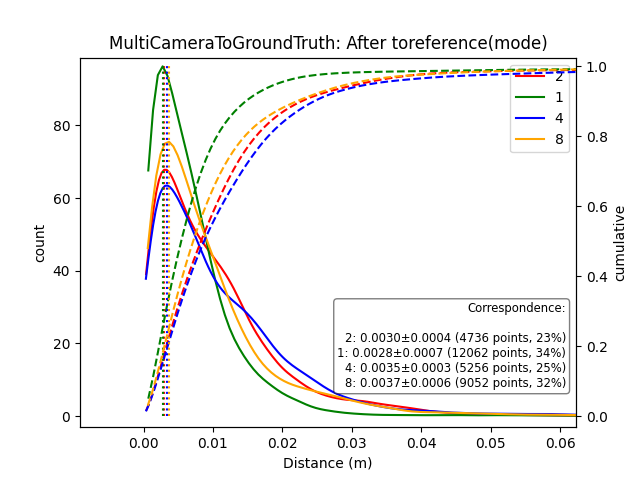 MultiCameraToGroundTruth: After toreference(mode)
count
80
60
40
20
0
1.0
0.8
0.6
0.4
0.2
0.0
cumulative
2
1
4
8
Correspondence:
2: 0.0030±0.0004 (4736 points, 23%)
1: 0.0028±0.0007 (12062 points, 34%)
4: 0.0035±0.0003 (5256 points, 25%)
8: 0.0037±0.0006 (9052 points, 32%)
0.00 0.01 0.02 0.03 0.04 0.05 0.06
Distance (m)